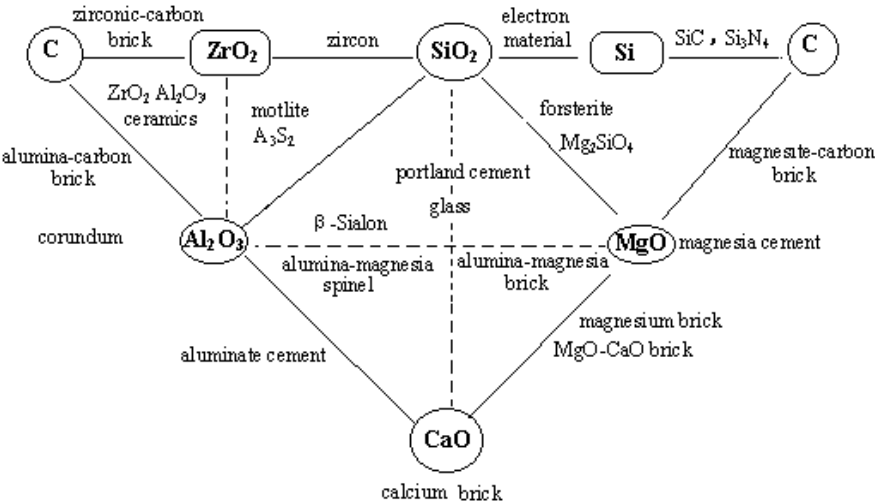 zirconic-carbon
brick
electron
material
C
ZrO2
zircon
SiO2
Si
SiC , Si3N4
C
ZrO2 Al2O3
ceramics
motlite
A3S2
forsterite
Mg2SiO4
alumina-carbon
brick
portland cement
magnesite-carbon
brick
glass
corundum
Al2O3
β-Sialon
MgO
magnesia cement
alumina-magnesia
spinel
alumina-magnesia
brick
aluminate cement
magnesium brick
MgO-CaO brick
CaO
calcium brick